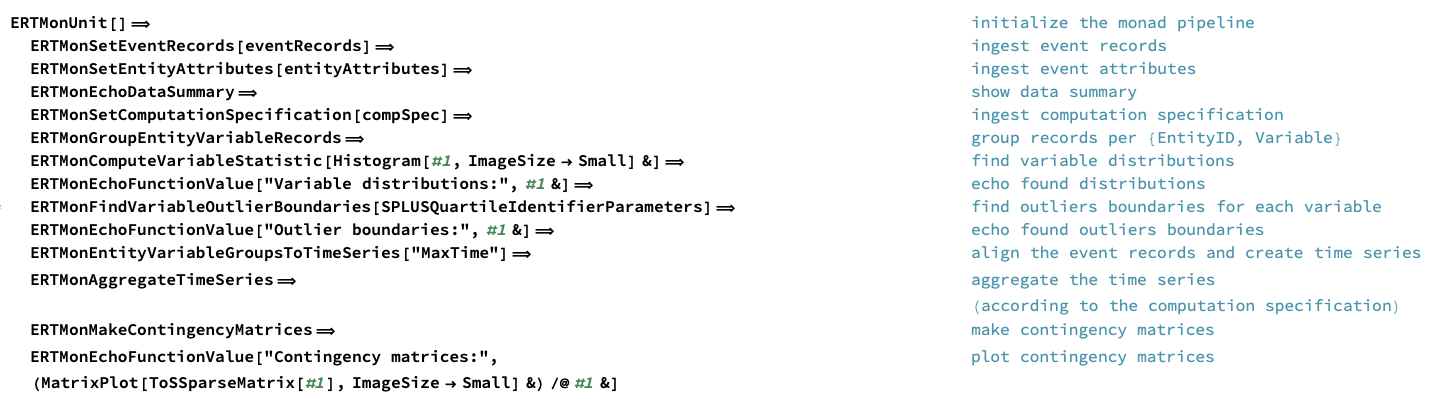 ERTMonUnit[]⟹ initialize the monad pipeline
ERTMonSetEventRecords[eventRecords]⟹ ingest event records
ERTMonSetEntityAttributes[entityAttributes]⟹ ingest event attributes
ERTMonEchoDataSummary⟹ show data summary
ERTMonSetComputationSpecification[compSpec]⟹ ingest computation specification
ERTMonGroupEntityVariableRecords⟹ group records per {EntityID, Variable}
ERTMonComputeVariableStatistic[Histogram[#1, ImageSize → Small] &]⟹ find variable distributions
ERTMonEchoFunctionValue["Variable distributions:", #1 &]⟹ echo found distributions
ERTMonFindVariableOutlierBoundaries[SPLUSQuartileIdentifierParameters]⟹ find outliers boundaries for each variable
ERTMonEchoFunctionValue["Outlier boundaries:", #1 &]⟹ echo found outliers boundaries
ERTMonEntityVariableGroupsToTimeSeries["MaxTime"]⟹ align the event records and create time series
ERTMonAggregateTimeSeries⟹ aggregate the time series
(according to the computation specification)
ERTMonMakeContingencyMatrices⟹ make contingency matrices
ERTMonEchoFunctionValue["Contingency matrices:", plot contingency matrices
(MatrixPlot[ToSSparseMatrix[#1], ImageSize → Small] &) /@ #1 &]